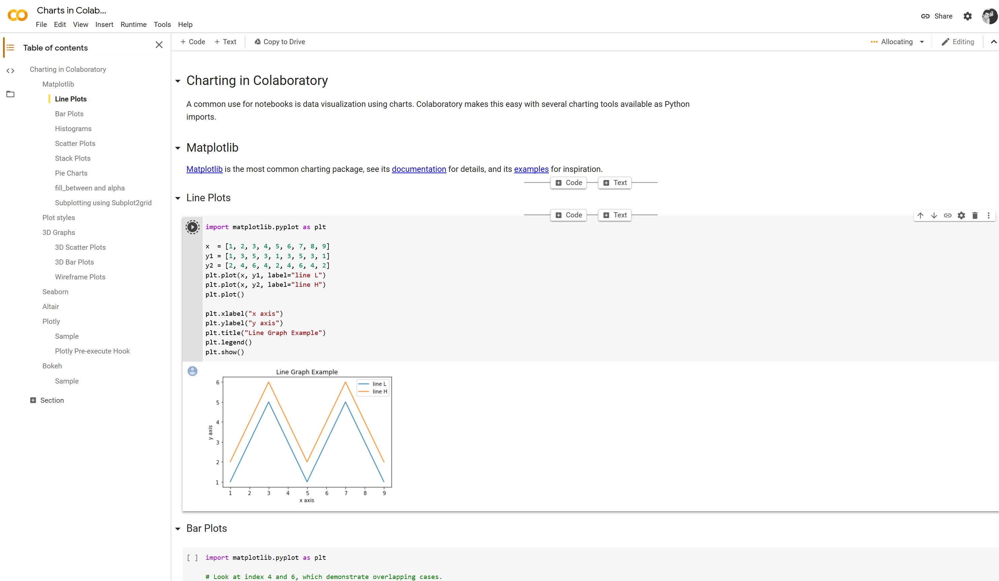 Charts in Colab...
File Edit View Insert Runtime Tools Help
Share
Table of contents
Charting in Colaboratory
Matplotlib
Line Plots
Bar Plots
Histograms
Scatter Plots
Stack Plots
Pie Charts
fill_between and alpha
Subplotting using Subplot2grid
Plot styles
3D Graphs
3D Scatter Plots
3D Bar Plots
Wireframe Plots
Seaborn
Altair
Plotly
Sample
Plotly Pre-execute Hook
Bokeh
Sample
Section
+ Code + Text Copy to Drive
Allocating Editing
Charting in Colaboratory
A common use for notebooks is data visualization using charts. Colaboratory makes this easy with several charting tools available as Python
imports.
Matplotlib
Matplotlib is the most common charting package, see its documentation for details, and its examples for inspiration.
Code Text
Line Plots
Code Text
import matplotlib.pyplot as plt
x  = [1, 2, 3, 4, 5, 6, 7, 8, 9]
y1 = [1, 3, 5, 3, 1, 3, 5, 3, 1]
y2 = [2, 4, 6, 4, 2, 4, 6, 4, 2]
plt.plot(x, y1, label="line L")
plt.plot(x, y2, label="line H")
plt.plot()
plt.xlabel("x axis")
plt.ylabel("y axis")
plt.title("Line Graph Example")
plt.legend()
plt.show()
Line Graph Example
line L
line H
6
5
4
3
2
1
y axis
1 2 3 4 5 6 7 8 9
x axis
Bar Plots
[ ] import matplotlib.pyplot as plt
# Look at index 4 and 6, which demonstrate overlapping cases.